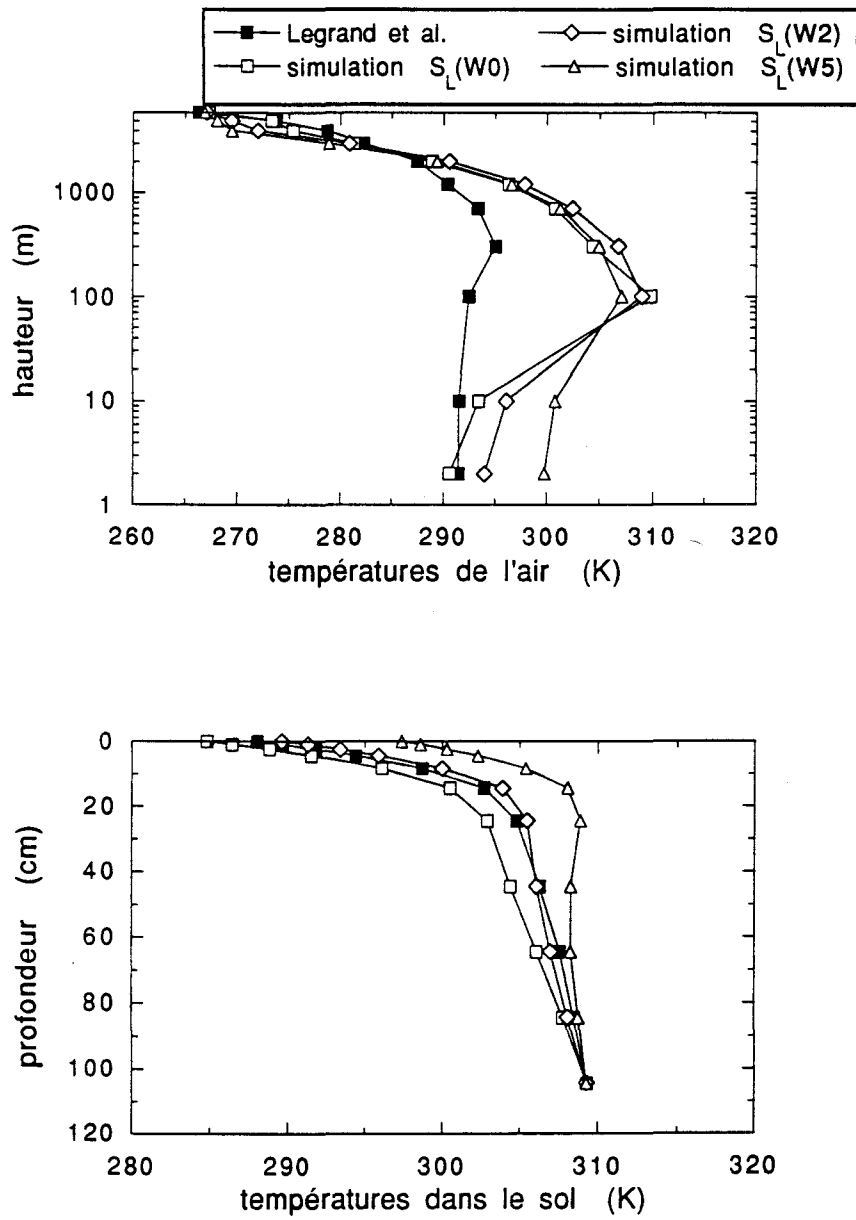 Legrand et al.
simulation S_L(W2)
simulation S_L(W0)
simulation S_L(W5)
1000
100
10
1
hauteur (m)
260 270 280 290 300 310 320
températures de l'air (K)
0
20
40
60
80
100
120
profondeur (cm)
280 290 300 310 320
températures dans le sol (K)